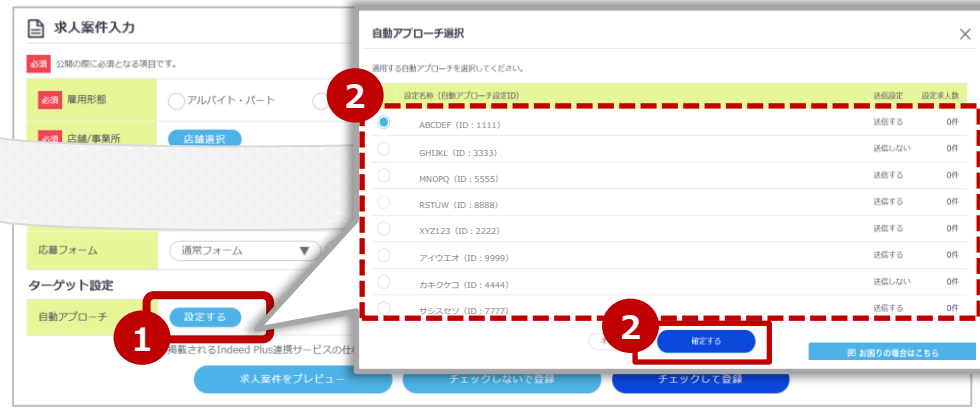 求人案件入力
必須 公開の際に必須となる項目です。
必須 雇用形態
アルバイト・パート
必須 店舗/事業所
店舗選択
応募フォーム
通常フォーム ▼
ターゲット設定
自動アプローチ
設定する
1
掲載されるIndeed Plus連携サービスの仕
求人案件をプレビュー
チェックしないで登録
チェックして登録
自動アプローチ選択
適用する自動アプローチを選択してください。
2
設定名称（自動アプローチ設定ID） 送信設定 設定求人数
ABCDEF（ID：1111） 送信する 0件
GHIJKL（ID：3333） 送信しない 0件
MNOPQ（ID：5555） 送信する 0件
RSTUW（ID：8888） 送信する 0件
XYZ123（ID：2222） 送信する 0件
アイウエオ（ID：9999） 送信する 0件
カキクケコ（ID：4444） 送信しない 0件
サシスセソ（ID：7777） 送信する 0件
2
確定する
お困りの場合はこちら